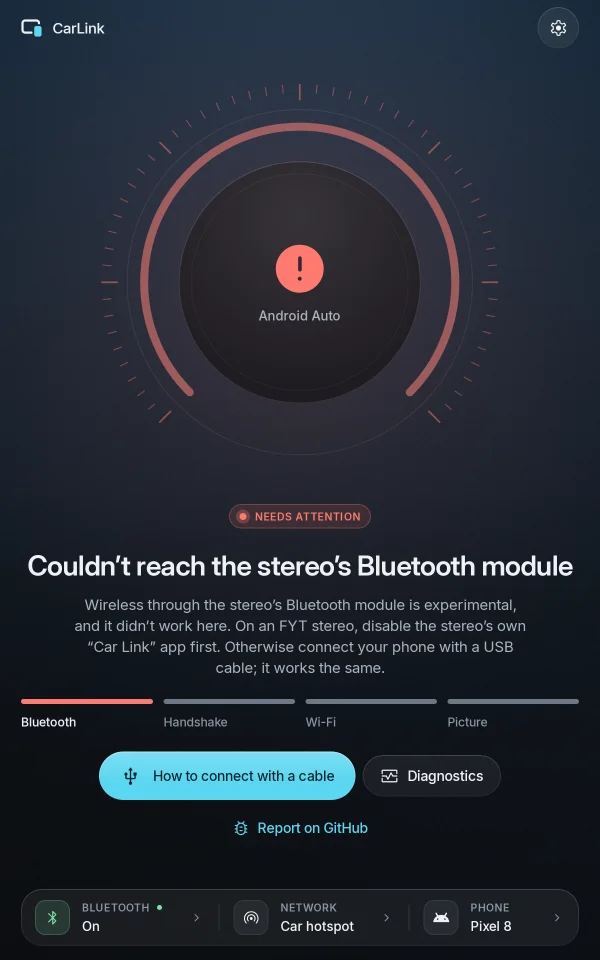 CarLink
Android Auto
NEEDS ATTENTION
Couldn’t reach the stereo’s Bluetooth module
Wireless through the stereo’s Bluetooth module is experimental,
and it didn’t work here. On an FYT stereo, disable the stereo’s own
“Car Link” app first. Otherwise connect your phone with a USB
cable; it works the same.
Bluetooth
Handshake
Wi-Fi
Picture
How to connect with a cable
Diagnostics
Report on GitHub
BLUETOOTH
On
NETWORK
Car hotspot
PHONE
Pixel 8